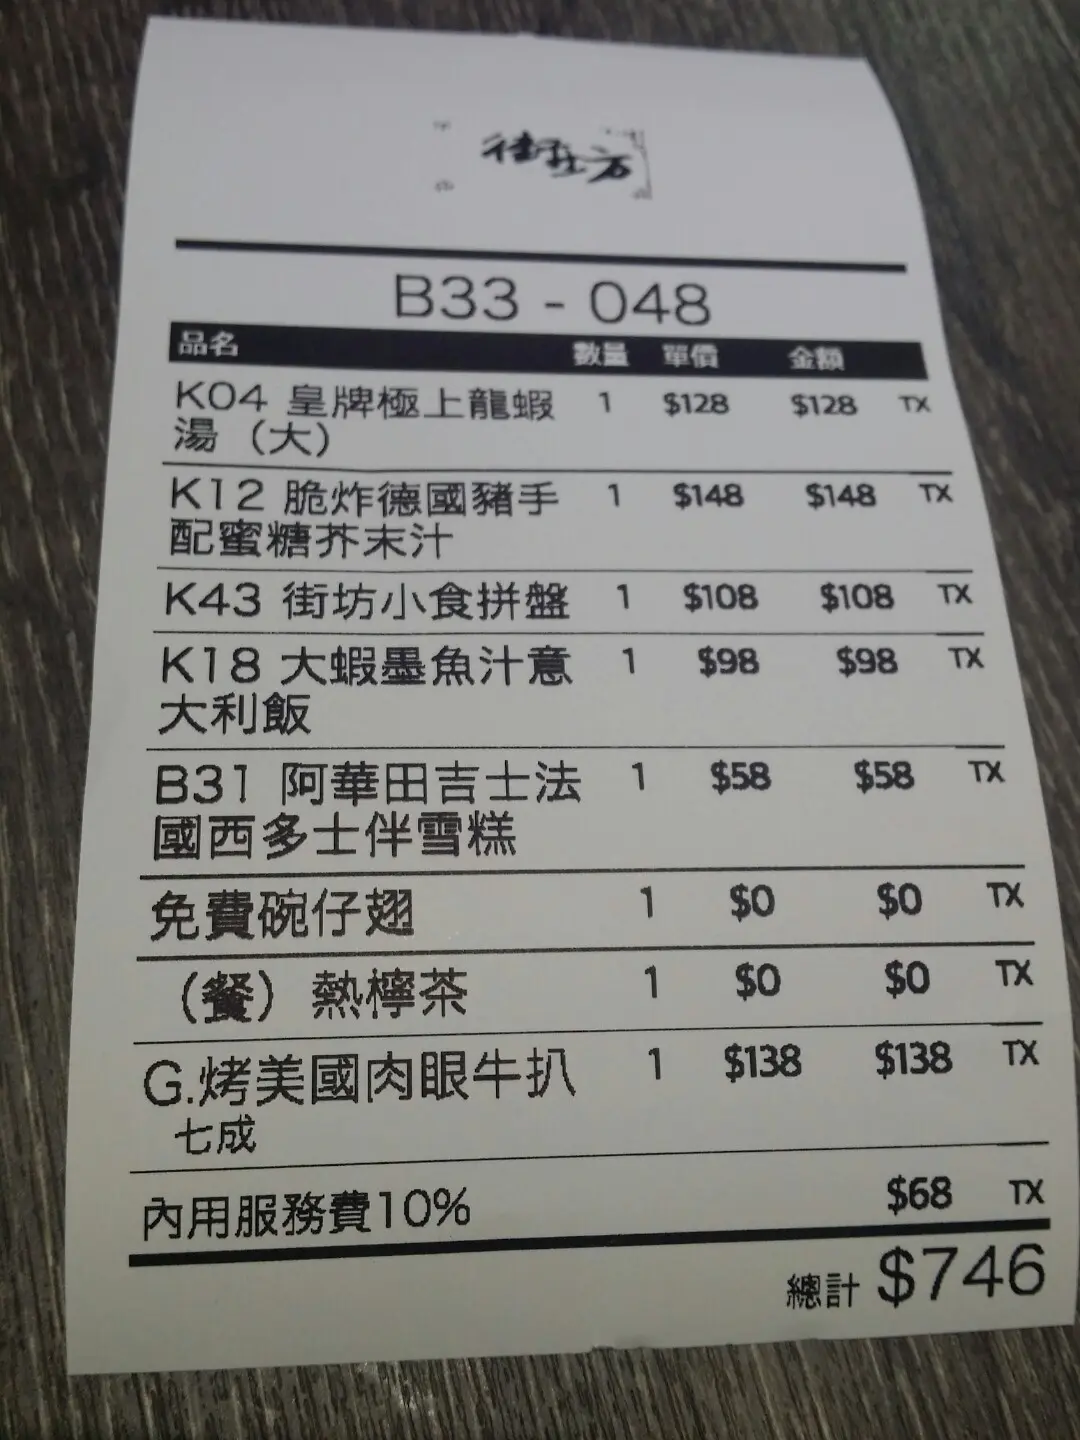 B33 - 048
品名 數量 單價 金額
K04 皇牌極上龍蝦 1 $128 $128 TX
湯（大）
K12 脆炸德國豬手 1 $148 $148 TX
配蜜糖芥末汁
K43 街坊小食拼盤 1 $108 $108 TX
K18 大蝦墨魚汁意 1 $98 $98 TX
大利飯
B31 阿華田吉士法 1 $58 $58 TX
國西多士伴雪糕
免費碗仔翅 1 $0 $0 TX
（餐）熱檸茶 1 $0 $0 TX
G.烤美國肉眼牛扒 1 $138 $138 TX
七成
內用服務費10% $68 TX
總計 $746